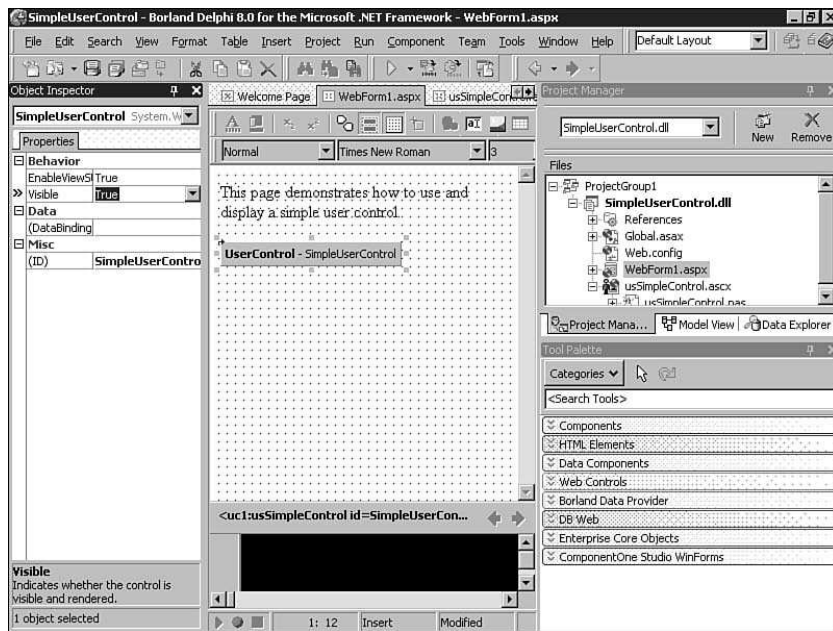 SimpleUserControl - Borland Delphi 8.0 for the Microsoft .NET Framework - WebForm1.aspx
File Edit Search View Format Table Insert Project Run Component Team Tools Window Help Default Layout
Object Inspector
SimpleUserControl System.W
Properties
Behavior
EnableViewSt True
Visible True
Data
(DataBinding
Misc
(ID) SimpleUserContro
Visible
Indicates whether the control is
visible and rendered.
1 object selected
Welcome Page WebForm1.aspx usSimpleControl
Normal Times New Roman 3
This page demonstrates how to use and
display a simple user control.
UserControl - SimpleUserControl
<uc1:usSimpleControl id=SimpleUserCon...
1: 12 Insert Modified
Project Manager
SimpleUserControl.dll New Remove
Files
ProjectGroup1
SimpleUserControl.dll
References
Global.asax
Web.config
WebForm1.aspx
usSimpleControl.ascx
usSimpleControl.pas
Project Mana... Model View Data Explorer
Tool Palette
Categories
<Search Tools>
Components
HTML Elements
Data Components
Web Controls
Borland Data Provider
DB Web
Enterprise Core Objects
ComponentOne Studio WinForms